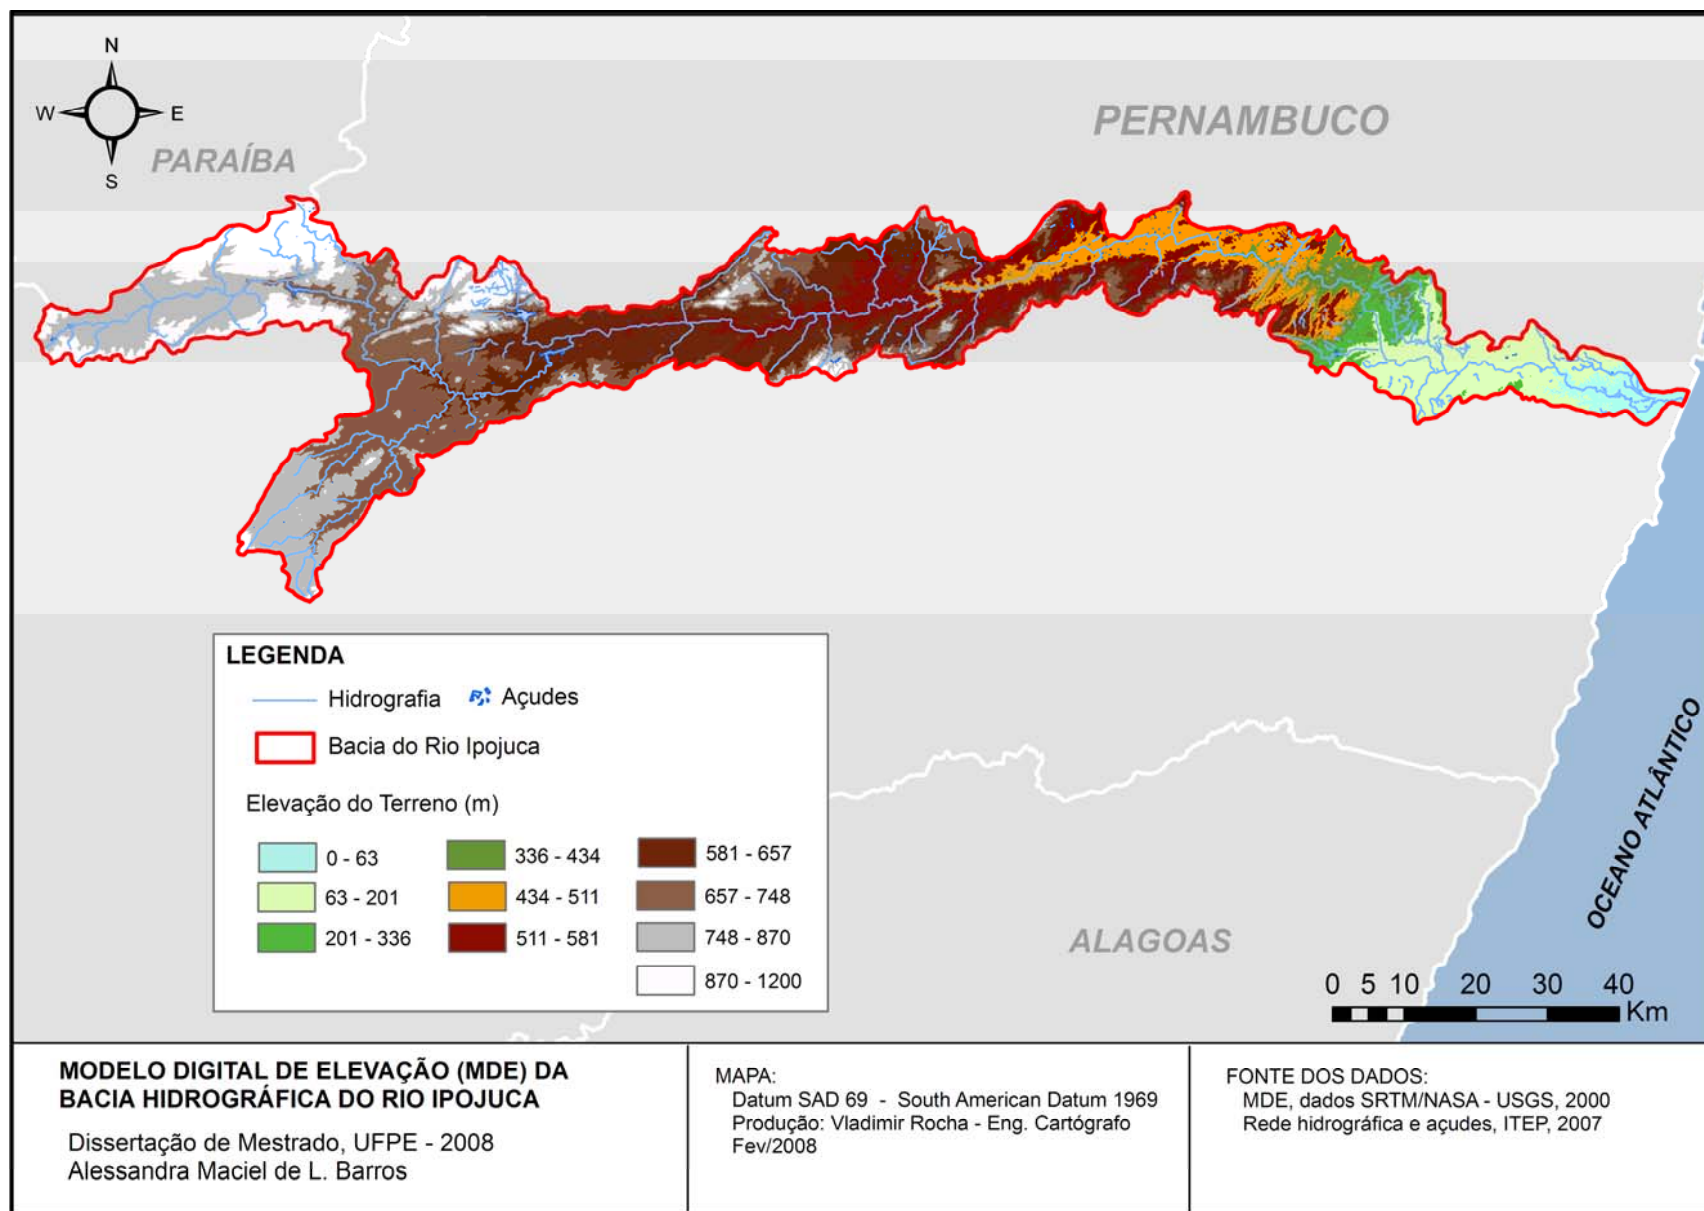 N
W E
S
PARAÍBA
PERNAMBUCO
LEGENDA
Hidrografia Açudes
Bacia do Rio Ipojuca
Elevação do Terreno (m)
0 - 63 336 - 434 581 - 657
63 - 201 434 - 511 657 - 748
201 - 336 511 - 581 748 - 870
870 - 1200
ALAGOAS
OCEANO ATLÂNTICO
0 5 10 20 30 40
Km
MODELO DIGITAL DE ELEVAÇÃO (MDE) DA
BACIA HIDROGRÁFICA DO RIO IPOJUCA
Dissertação de Mestrado, UFPE - 2008
Alessandra Maciel de L. Barros
MAPA:
Datum SAD 69 - South American Datum 1969
Produção: Vladimir Rocha - Eng. Cartógrafo
Fev/2008
FONTE DOS DADOS:
MDE, dados SRTM/NASA - USGS, 2000
Rede hidrográfica e açudes, ITEP, 2007